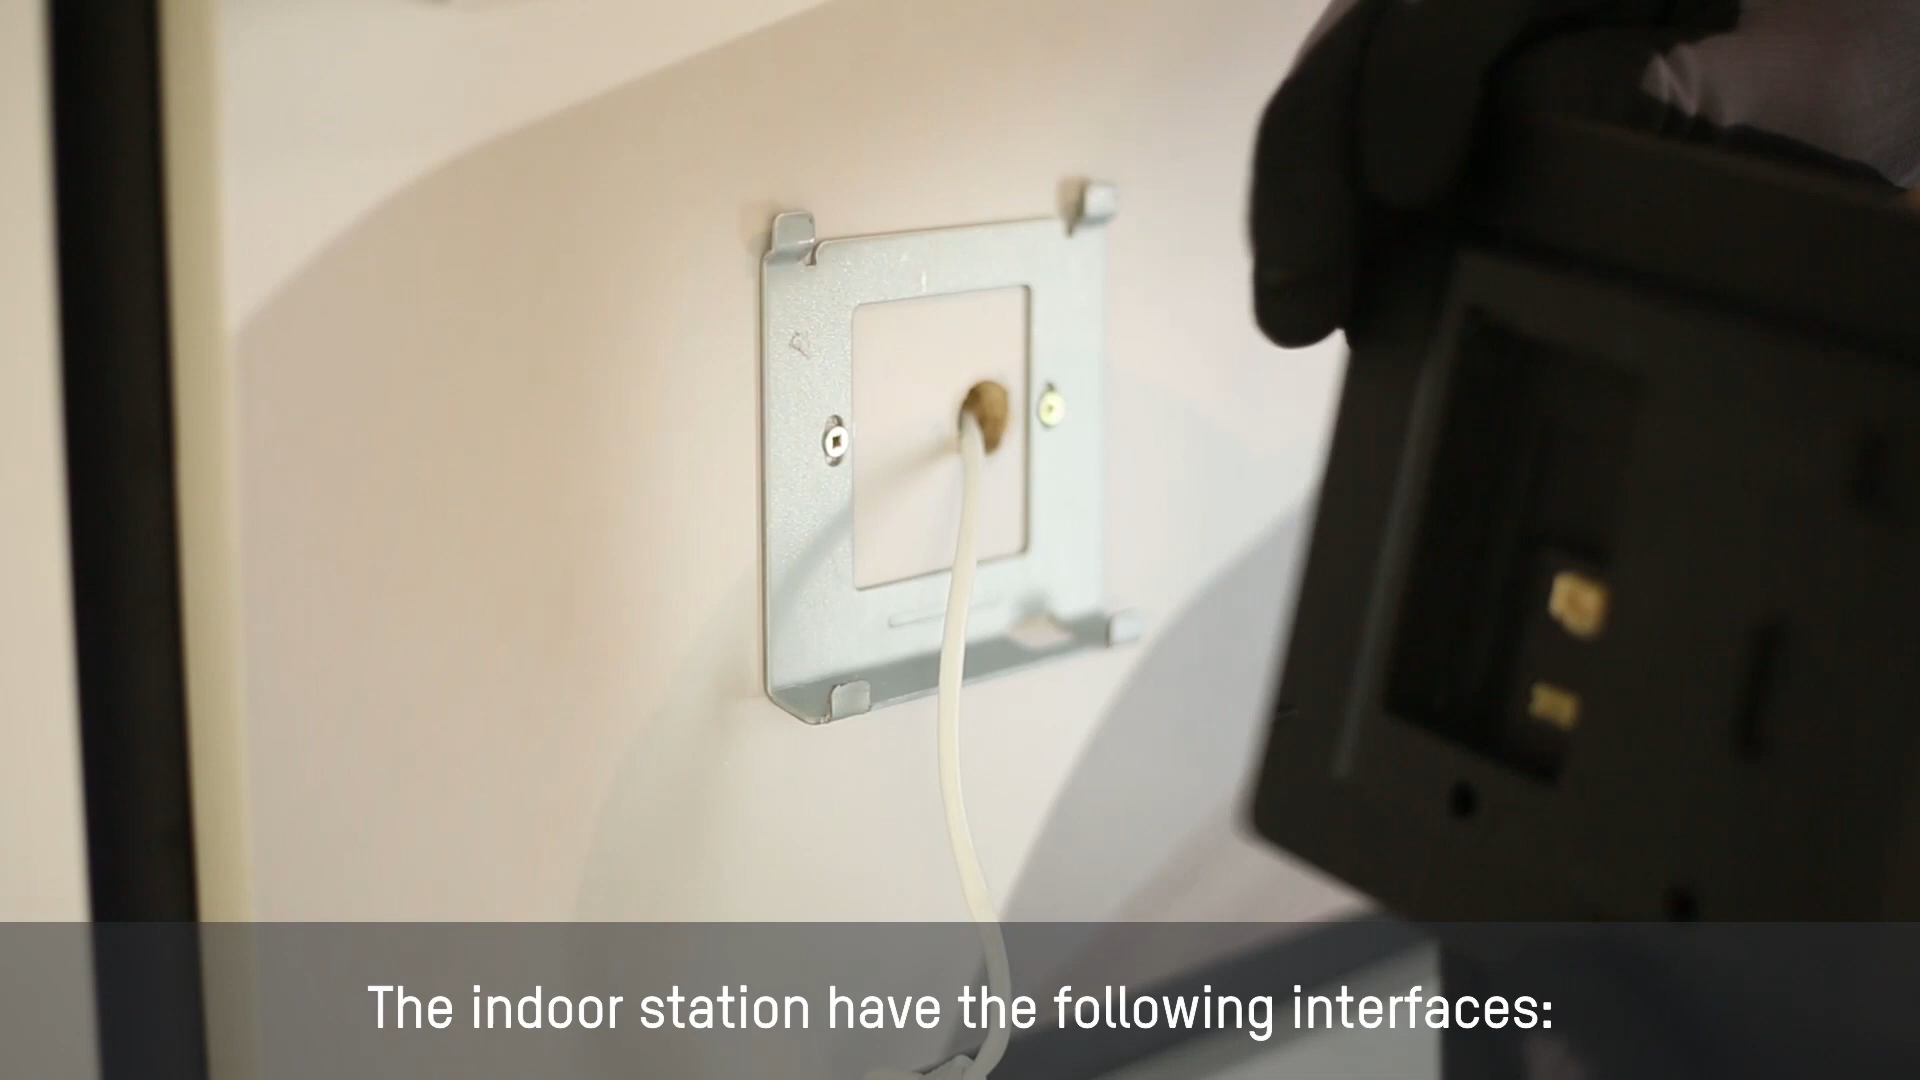 The indoor station have the following interfaces: